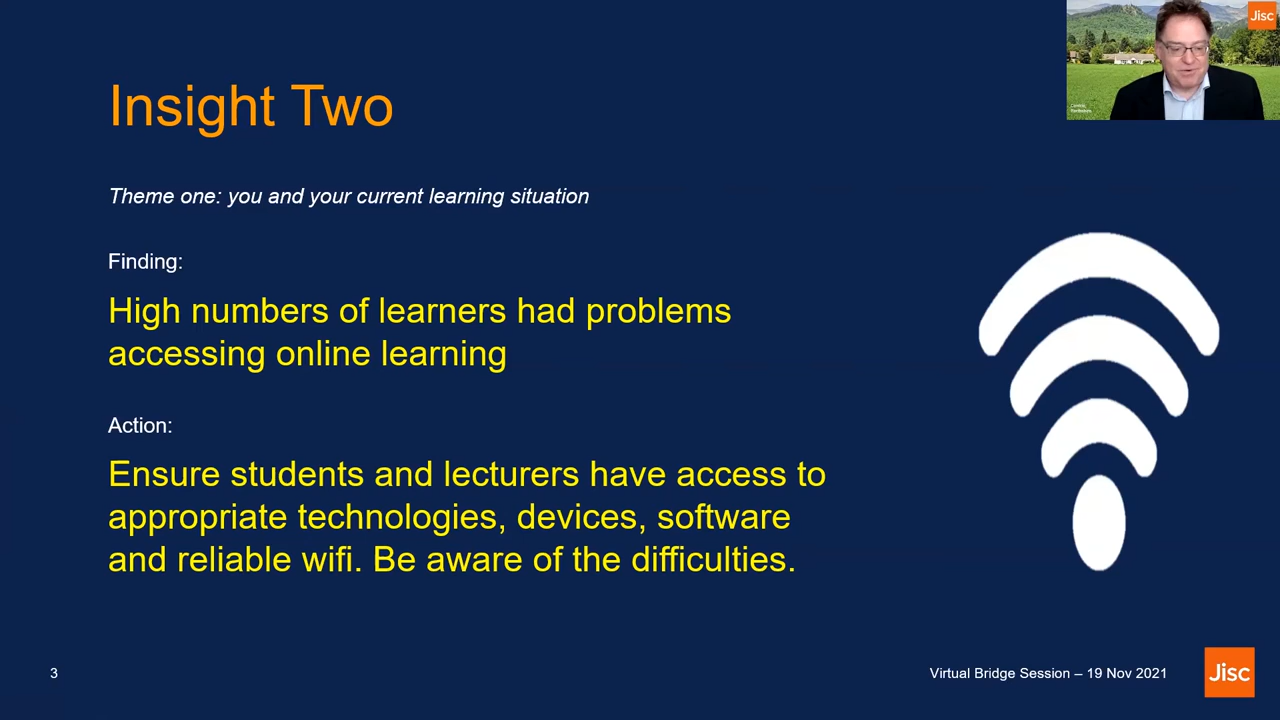 Jisc
Insight Two
Theme one: you and your current learning situation
Finding:
High numbers of learners had problems
accessing online learning
Action:
Ensure students and lecturers have access to
appropriate technologies, devices, software
and reliable wifi. Be aware of the difficulties.
3
Virtual Bridge Session – 19 Nov 2021
Jisc